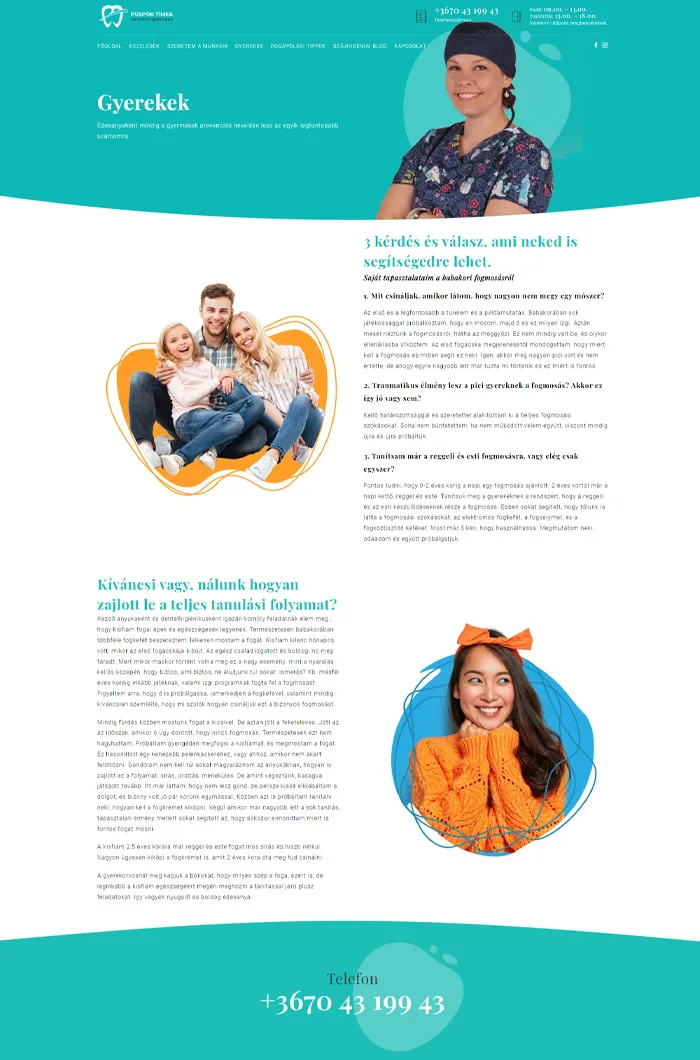 PÜSPÖK TÍMEA
+3670 43 199 43
Telefonszámom
Kedd: 09.00. - 13.00.
Csütörtök: 13.00. - 18.00.
FŐOLDAL KEZELÉSEK SZERETEM A MUNKÁM GYEREKEK FOGÁPOLÁSI TIPPEK SZÁJHIGIÉNIAI BLOG KAPCSOLAT
Gyerekek
Édesanyaként mindig a gyermekek prevenciós nevelése lesz az egyik legfontosabb
számomra.
3 kérdés és válasz, ami neked is
segítségedre lehet.
Saját tapasztalataim a babakori fogmosásról
1. Mit csináljak, amikor látom, hogy nagyon nem megy egy mószer?
Az első és a legfontosabb a türelem és a példamutatás. Babakorában sok
játékossággal próbálkoztam, hogy én mosom, majd ő és ez milyen izgi. Aztán
mesét néztünk a fogmosásról, hátha az meggyőzi. Ez nem mindig vált be, és olykor
ellenállásba ütköztem. Az első fogacska megjelenésétől mondogattam, hogy miért
kell a fogmosás és miben segít ez neki. Igen, akkor még nagyon pici volt és nem
értette, de ahogy egyre nagyobb lett már tudta mi történik és ez miért is fontos.
2. Traumatikus élmény lesz a pici gyereknek a fogmosás? Akkor ez
így jó vagy sem?
Kellő határozottsággal és szeretettel alakítottam ki a helyes fogmosási
szokásokat. Soha nem büntettem, ha nem működött velem együtt, viszont mindig
újra és újra próbáltuk.
3. Tanítsam már a reggeli és esti fogmosásra, vagy elég csak
egyszer?
Fontos tudni, hogy 0-2 éves korig a napi egy fogmosás ajánlott, 2 éves kortól már a
napi kettő, reggel és este. Tanítsuk meg a gyerekeknek a rendszert, hogy a reggeli
és az esti készülődéseknek része a fogmosás. Ebben sokat segített, hogy tőlünk is
látta a fogmosási szokásokat: az elektromos fogkefét, a fogselymet, és a
fogköztisztító keféket. Most már ő kéri, hogy használhassa. Megmutatom neki,
odaadom és együtt próbálgatjuk.
Kíváncsi vagy, nálunk hogyan
zajlott le a teljes tanulási folyamat?
Kezdő anyukaként és dentálhigiénikusként igazán komoly feladatnak élem meg,
hogy kisfiam fogai épek és egészségesek legyenek. Természetesen babakorában
többféle fogkefét beszereztem, lelkesen mostam a fogát. Kisfiam kilenc hónapos
volt, mikor az első fogacskája kibújt. Az egész család izgatott és boldog, no meg
fáradt. Mert mikor máskor történt volna meg ez a nagy esemény, mint a nyaralás
kellős közepén, hogy biztos, ami biztos, ne aludjunk túl sokat. Ismerős? Kb. másfél
éves koráig inkább játéknak, valami izgi programnak fogta fel a fogmosást.
Figyeltem arra, hogy ő is próbálgassa, ismerkedjen a fogkefével, valamint mindig
kíváncsian szemlélte, hogy mi szülők hogyan csináljuk ezt a bizonyos fogmosást.
Mindig fürdés közben mostunk fogat a kicsivel. De aztán jött a feketeleves. Jött az
az időszak, amikor ő úgy döntött, hogy nincs fogmosás. Természetesen ezt nem
hagyhattam. Próbáltam gyengéden megfogni a kisfiamat, és megmostam a fogát.
Ez hasonlított egy nehezebb pelenkacseréhez, vagy ahhoz, amikor nem akart
felöltözni. Gondolom nem kell túl sokat magyaráznom az anyukáknak, hogyan is
zajlott ez a folyamat: sírás, ordítás, menekülés. De amint végeztünk, kacagva
játszott tovább. Itt már láttam, hogy nem lesz gond, de persze kissé elkiabáltam a
dolgot, és bizony volt jó pár körünk egymással. Közben azt is próbáltam tanítani
neki, hogyan kell a fogkrémet kiköpni. Végül amikor már nagyobb lett a sok tanítás,
tapasztalati élmény mellett sokat segített az, hogy sokszor elmondtam miért is
fontos fogat mosni.
A kisfiam 2,5 éves korára már reggel és este fogat mos sírás és hiszti nélkül.
Nagyon ügyesen kiköpi a fogkrémet is, amit 2 éves kora óta meg tud csinálni.
A gyerekorvosnál meg kapjuk a bókokat, hogy milyen szép a foga, ezért is, de
leginkább a kisfiam egészségéért megéri meghozni a tanítással járó plusz
feladatokat. Így vagyok nyugodt és boldog édesanya.
Telefon
+3670 43 199 43